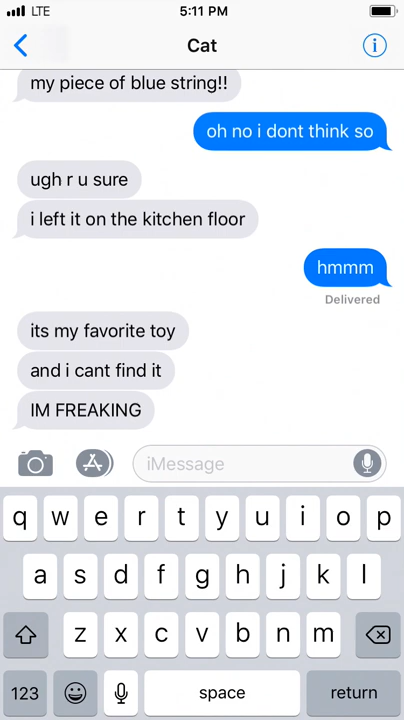 LTE 5:11 PM
Cat
my piece of blue string!!
oh no i dont think so
ugh r u sure
i left it on the kitchen floor
hmmm
Delivered
its my favorite toy
and i cant find it
IM FREAKING
iMessage
q w e r t y u i o p
a s d f g h j k l
z x c v b n m
123 space return